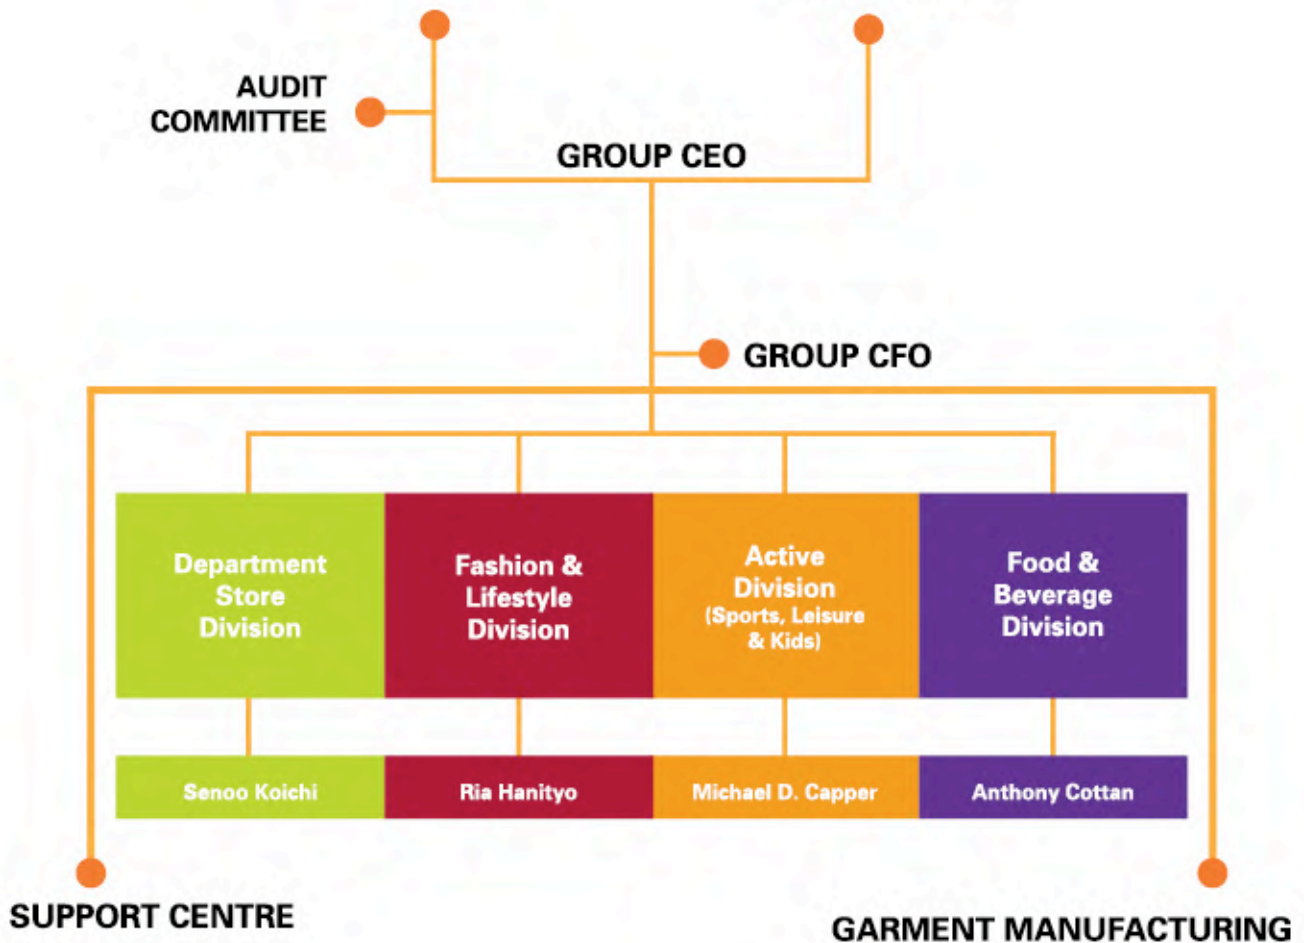 AUDIT
COMMITTEE
GROUP CEO
GROUP CFO
Department
Store
Division
Fashion &
Lifestyle
Division
Active
Division
(Sports, Leisure
& Kids)
Food &
Beverage
Division
Senoo Koichi
Ria Hanityo
Michael D. Capper
Anthony Cottan
SUPPORT CENTRE
GARMENT MANUFACTURING